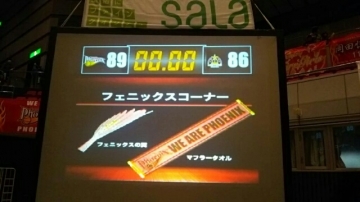 sala
89 00.00 86
フェニックスコーナー
WE ARE PHOENIX
フェニックスの翼
マフラータオル